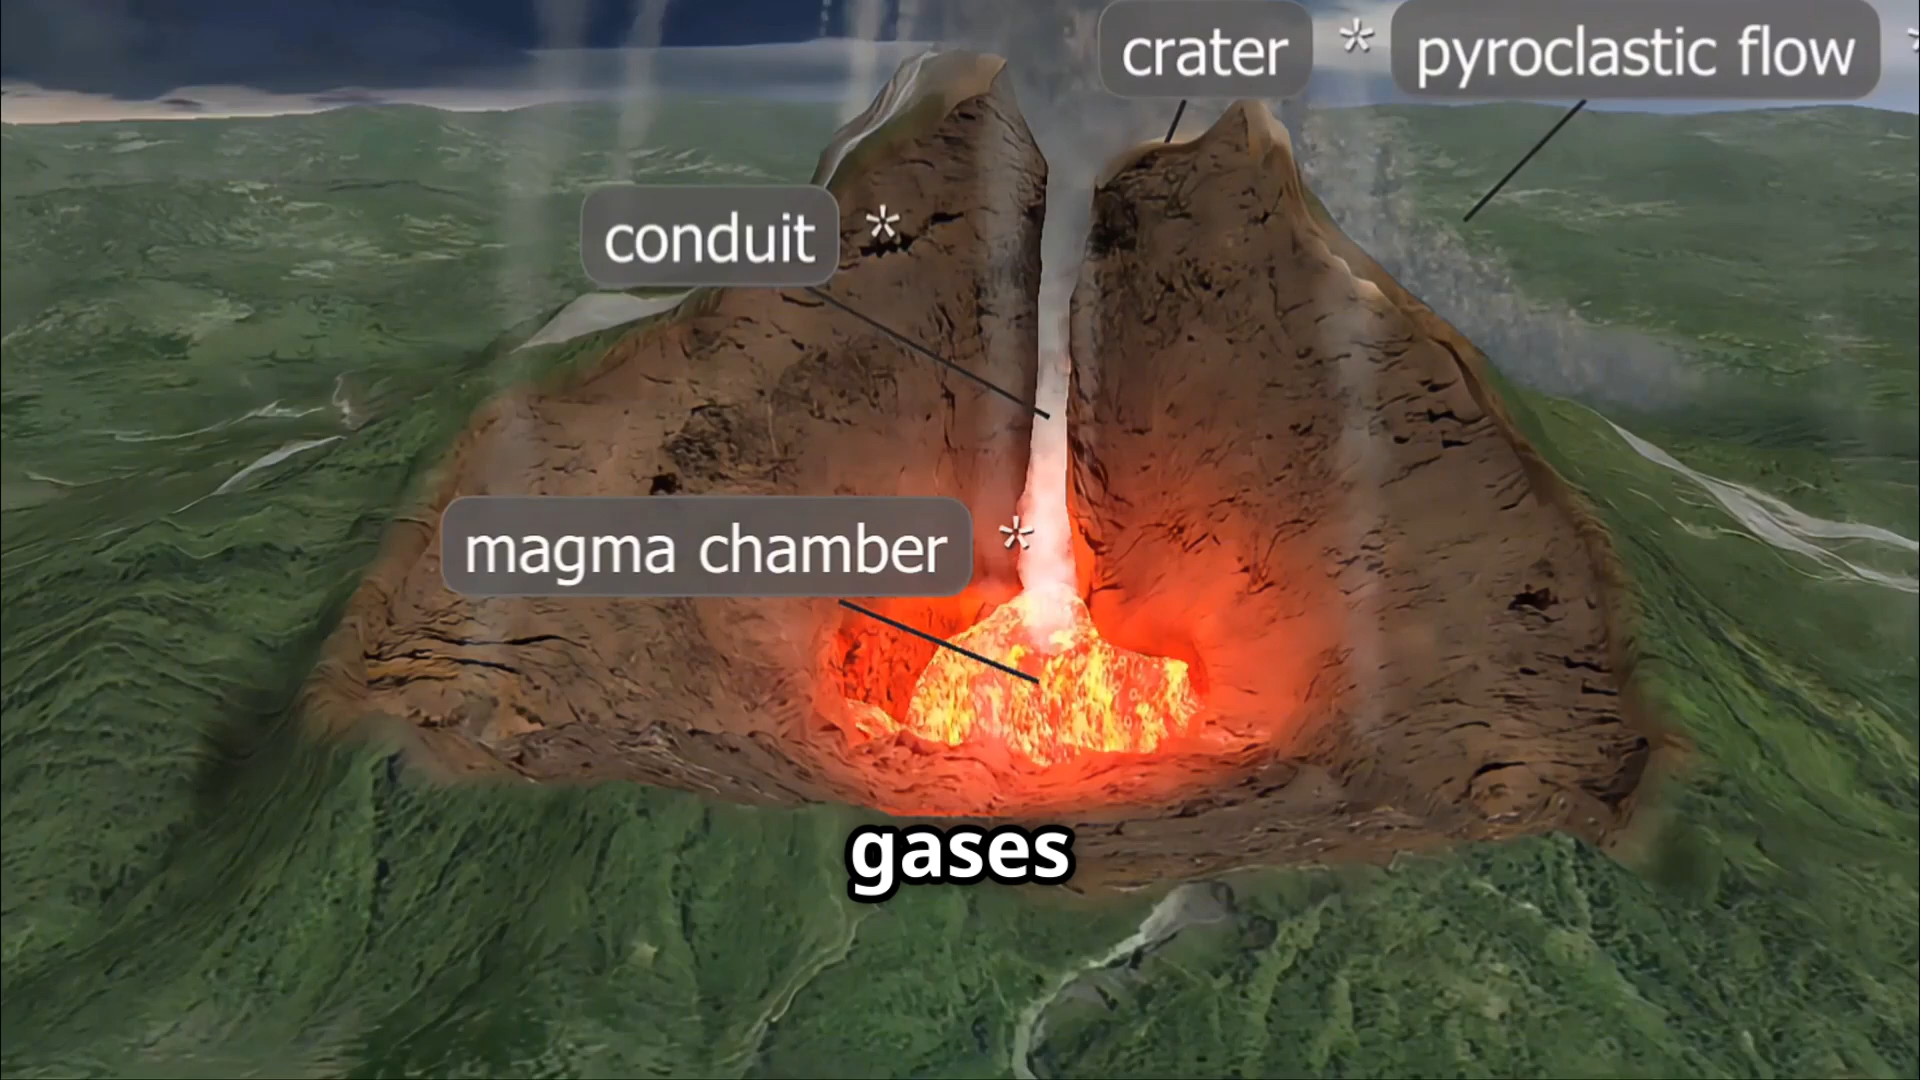 crater * pyroclastic flow *
conduit *
magma chamber *
gases